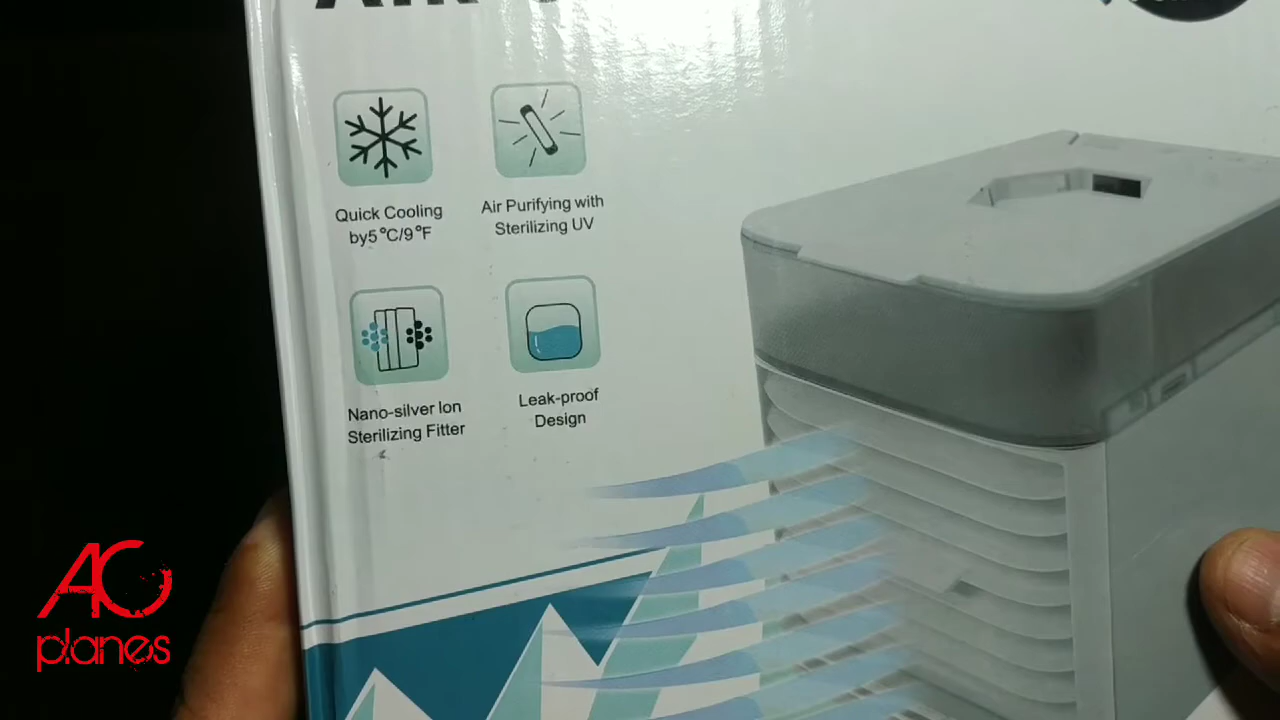 Quick Cooling
by5°C/9°F
Air Purifying with
Sterilizing UV
Nano-silver Ion
Sterilizing Fitter
Leak-proof
Design
AO
planes